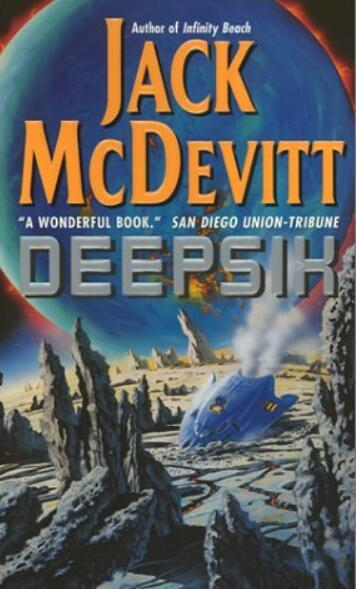 Author of Infinity Beach
JACK
MCDEVITT
"A WONDERFUL BOOK." SAN DIEGO UNION-TRIBUNE
DEEPSIX